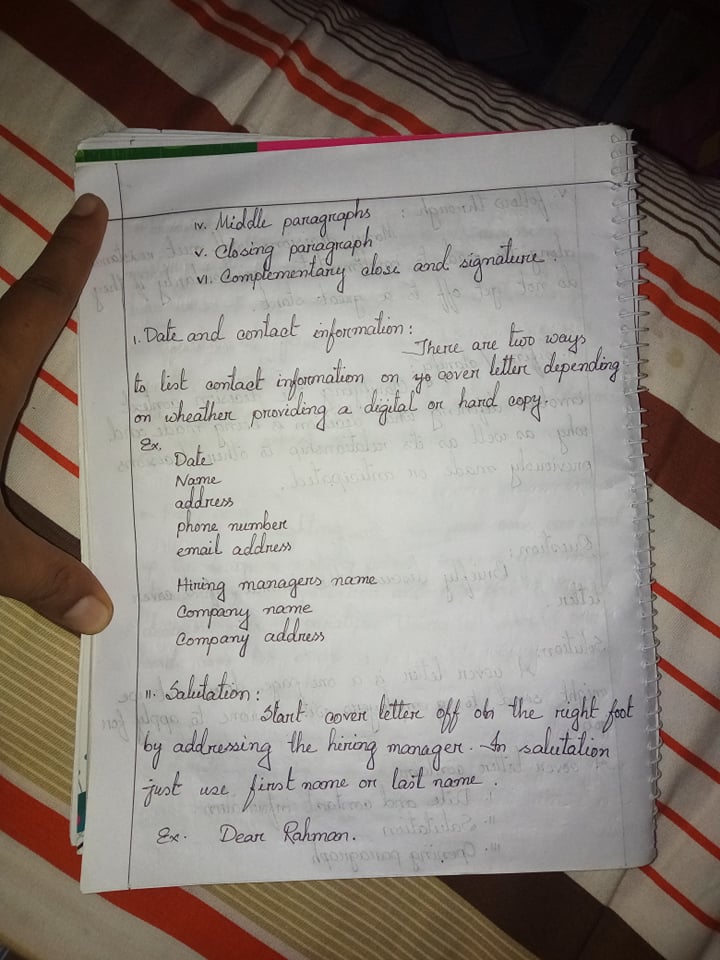 iv. Middle paragraphs
v. Closing paragraph
vi. Complementary close and signature.
i. Date and contact information:
There are two ways
to list contact information on yo cover letter depending
on wheather providing a digital or hard copy.
Ex.
Date
Name
address
phone number
email address
Hiring managers name
Company name
Company address
ii. Salutation:
Start cover letter off on the right foot
by addressing the hiring manager. In salutation
just use first name or last name.
Ex. Dear Rahman.